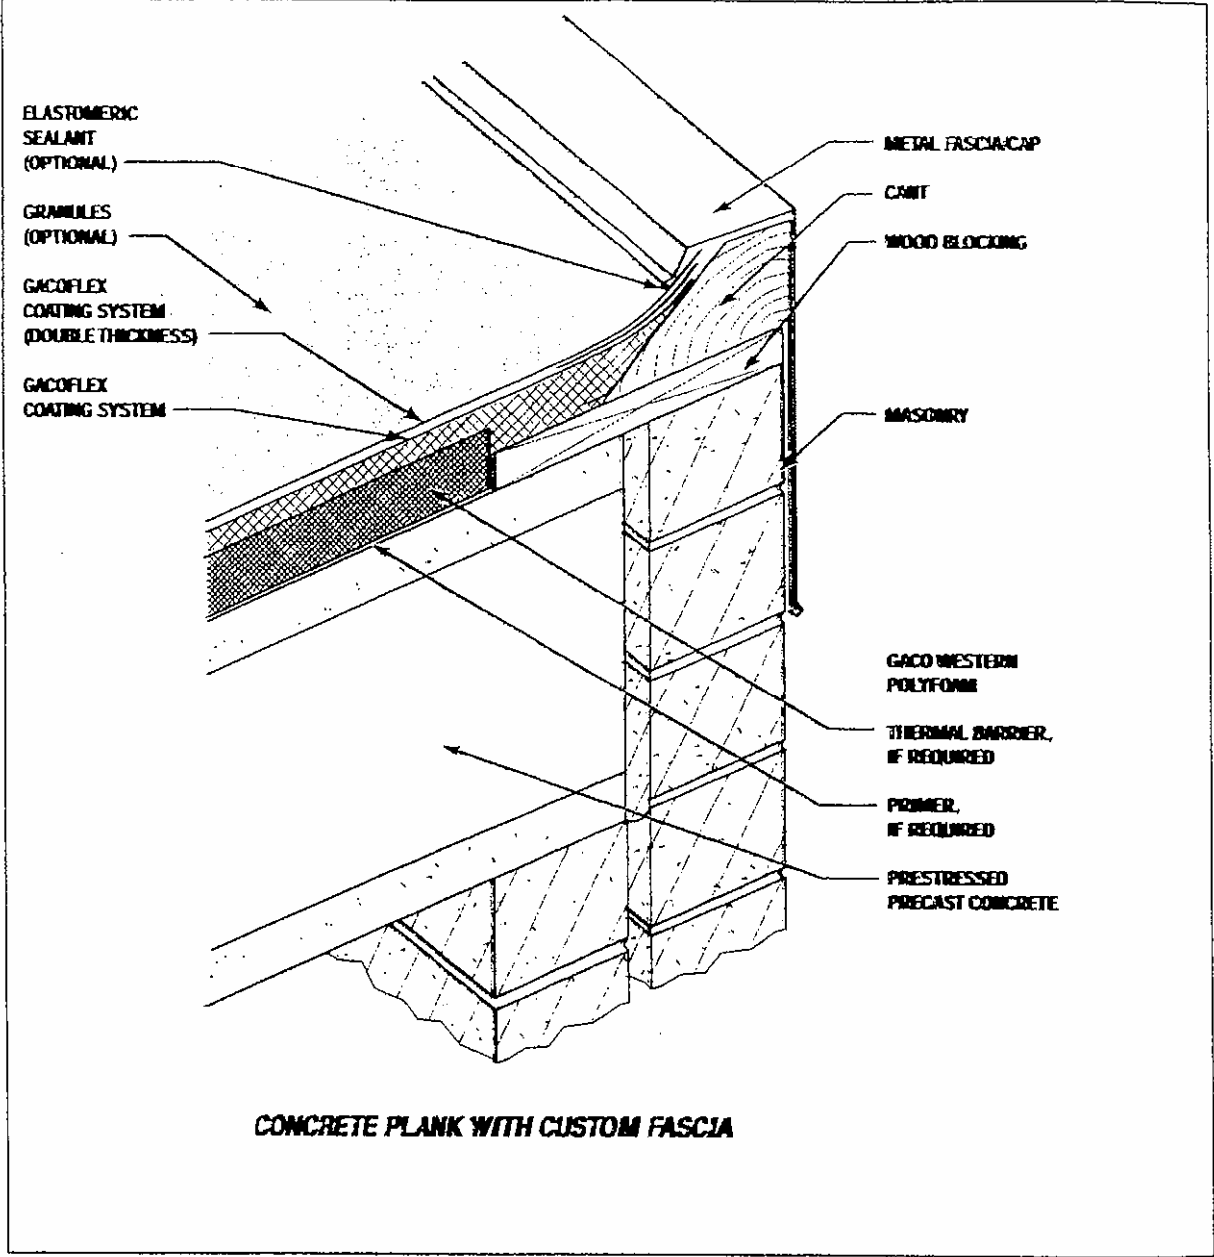 ELASTOMERIC
SEALANT
(OPTIONAL)
GRANULES
(OPTIONAL)
GACOFLEX
COATING SYSTEM
(DOUBLE THICKNESS)
GACOFLEX
COATING SYSTEM
METAL FASCIA/CAP
CANT
WOOD BLOCKING
MASONRY
GACO WESTERN
POLYFOAM
THERMAL BARRIER,
IF REQUIRED
PRIMER,
IF REQUIRED
PRESTRESSED
PRECAST CONCRETE
CONCRETE PLANK WITH CUSTOM FASCIA